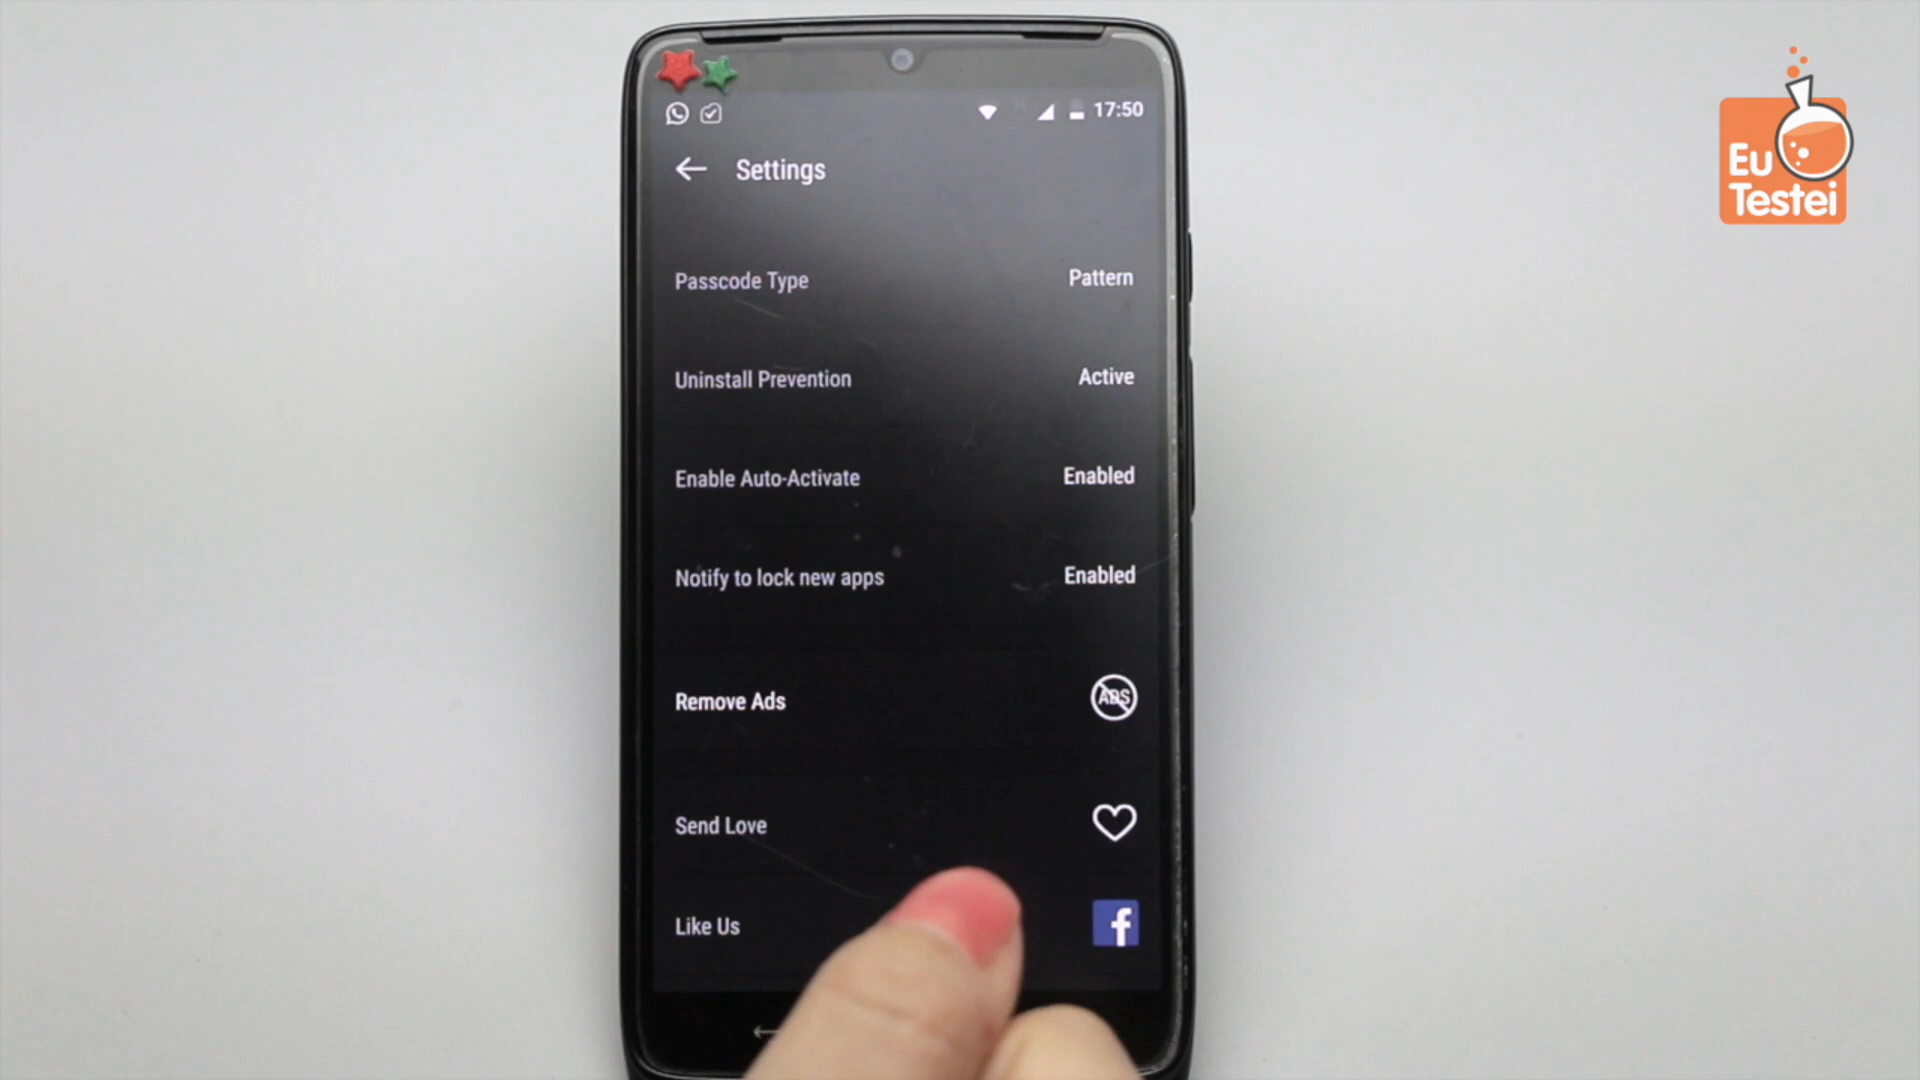 17:50
Settings
Passcode Type Pattern
Uninstall Prevention Active
Enable Auto-Activate Enabled
Notify to lock new apps Enabled
Remove Ads ADS
Send Love
Like Us f
Eu
Testei